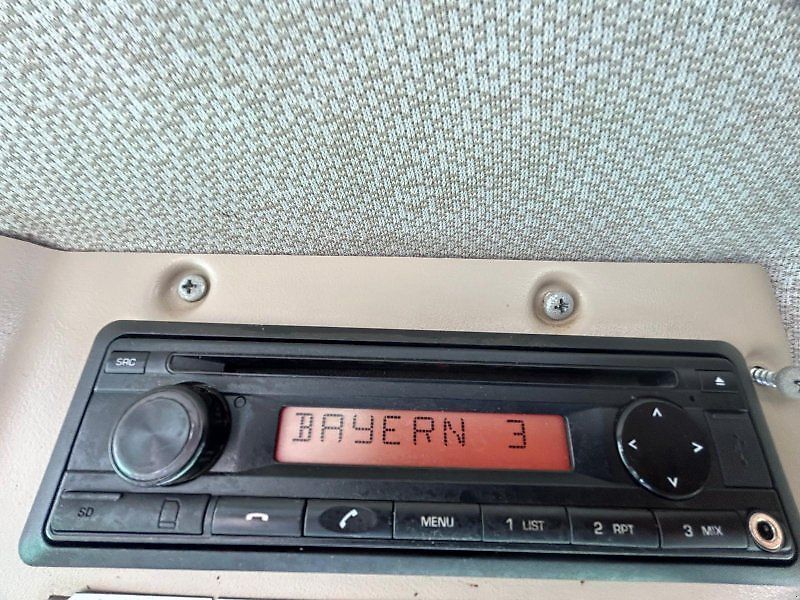 SRC
BAYERN 3
SD
MENU
1 LIST
2 RPT
3 MIX